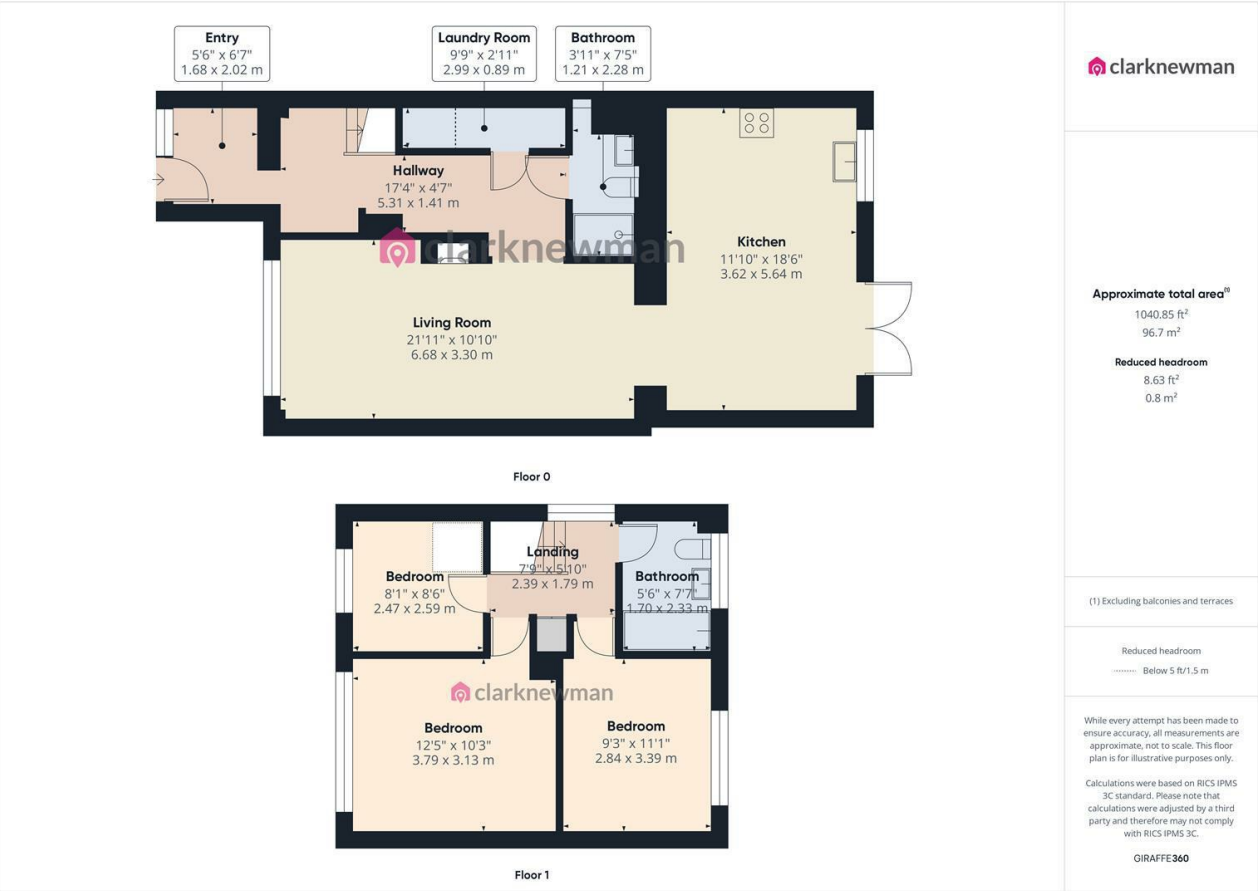 Entry
5'6" x 6'7"
1.68 x 2.02 m
Laundry Room
9'9" x 2'11"
2.99 x 0.89 m
Bathroom
3'11" x 7'5"
1.21 x 2.28 m
Hallway
17'4" x 4'7"
5.31 x 1.41 m
clarknewman
Kitchen
11'10" x 18'6"
3.62 x 5.64 m
Living Room
21'11" x 10'10"
6.68 x 3.30 m
Floor 0
Landing
7'9" x 5'10"
2.39 x 1.79 m
Bedroom
8'1" x 8'6"
2.47 x 2.59 m
Bathroom
5'6" x 7'7"
1.70 x 2.33 m
clarknewman
Bedroom
12'5" x 10'3"
3.79 x 3.13 m
Bedroom
9'3" x 11'1"
2.84 x 3.39 m
Floor 1
clarknewman
Approximate total area(1)
1040.85 ft²
96.7 m²
Reduced headroom
8.63 ft²
0.8 m²
(1) Excluding balconies and terraces
Reduced headroom
Below 5 ft/1.5 m
While every attempt has been made to
ensure accuracy, all measurements are
approximate, not to scale. This floor
plan is for illustrative purposes only.
Calculations were based on RICS IPMS
3C standard. Please note that
calculations were adjusted by a third
party and therefore may not comply
with RICS IPMS 3C.
GIRAFFE360